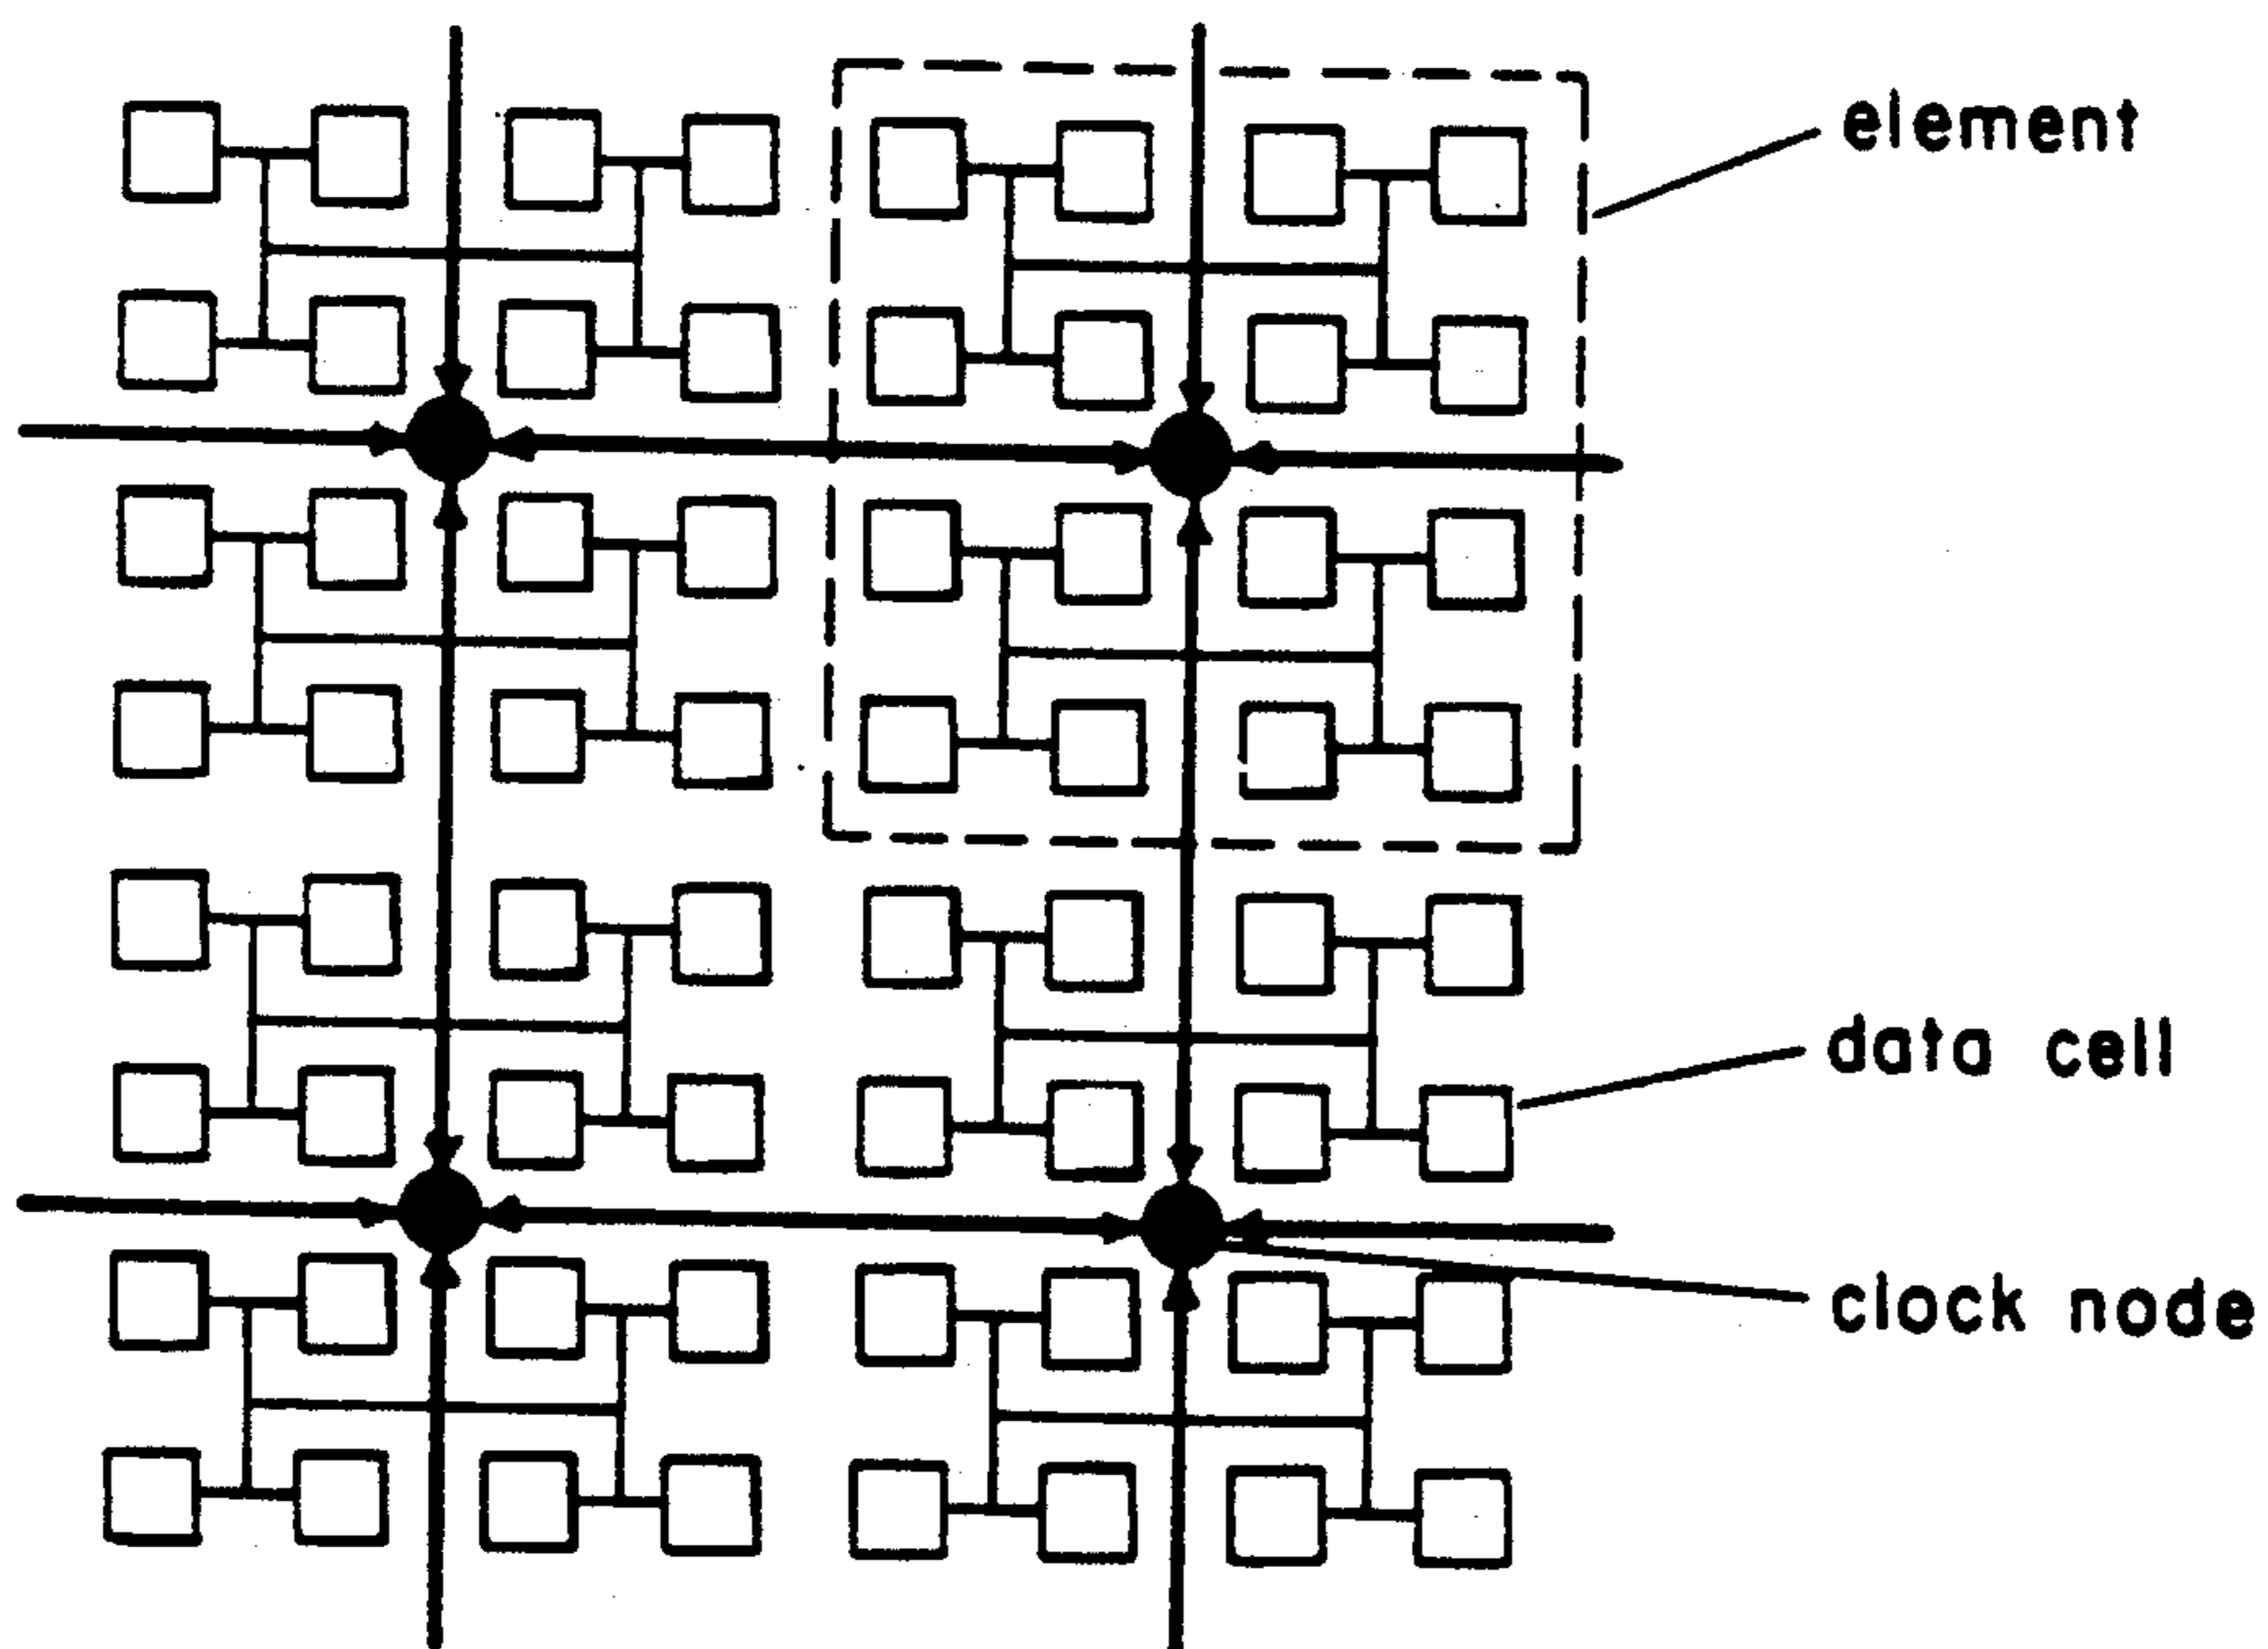 element
data cell
clock node